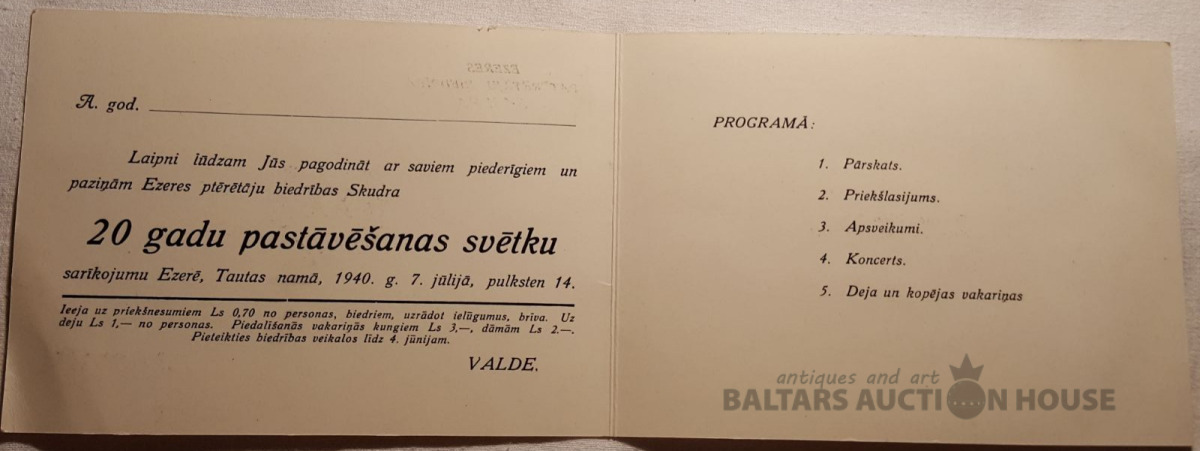 EZERES
A. god.
Laipni lūdzam Jūs pagodināt ar saviem piederīgiem un
paziņām Ezeres ptērētāju biedrības Skudra
20 gadu pastāvēšanas svētku
sarīkojumu Ezerē, Tautas namā, 1940. g. 7. jūlijā, pulksten 14.
Ieeja uz priekšnesumiem Ls 0,70 no personas, biedriem, uzrādot ielūgumus, brīva. Uz
deju Ls 1,— no personas. Piedalīšanās vakariņās kungiem Ls 3,—, dāmām Ls 2.—.
Pieteikties biedrības veikalos līdz 4. jūnijam.
VALDE.
PROGRAMĀ:
1. Pārskats.
2. Priekšlasijums.
3. Apsveikumi.
4. Koncerts.
5. Deja un kopējas vakariņas
antiques and art
BALTARS AUCTION HOUSE